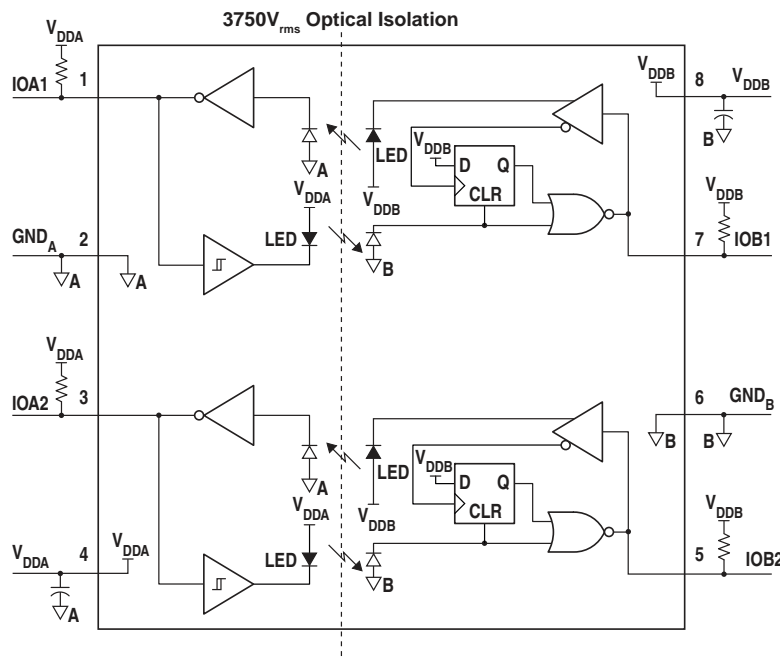 3750Vrms Optical Isolation
VDDA
IOA1 1
A
VDDA
LED
LED
VDDB
VDDB
D Q
CLR
B
VDDB
8 VDDB
B
VDDB
7 IOB1
GNDA 2
A
A
VDDA
IOA2 3
A
VDDA
LED
LED
VDDB
VDDB
D Q
CLR
B
6 GNDB
B
B
VDDB
5 IOB2
VDDA 4
VDDA
A